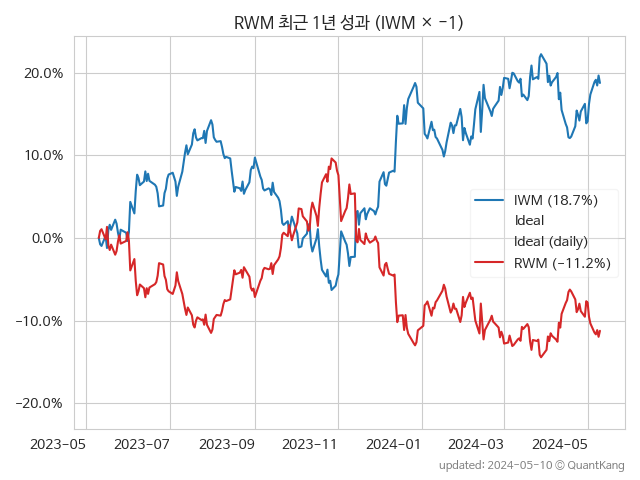 RWM 최근 1년 성과 (IWM × −1)
20.0%
10.0%
0.0%
−10.0%
−20.0%
IWM (18.7%)
Ideal
Ideal (daily)
RWM (−11.2%)
2023-05
2023-07
2023-09
2023-11
2024-01
2024-03
2024-05
updated: 2024-05-10 © QuantKang